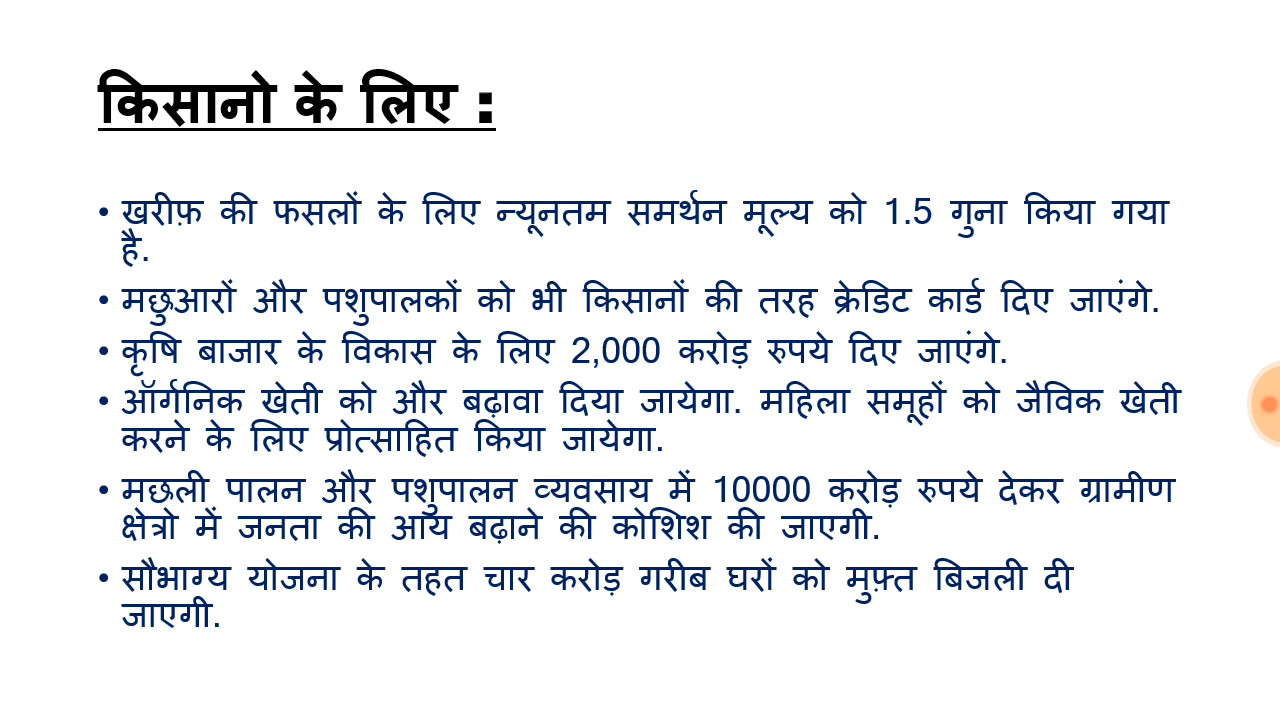 किसानो के लिए :
• खरीफ़ की फसलों के लिए न्यूनतम समर्थन मूल्य को 1.5 गुना किया गया
है.
• मछुआरों और पशुपालकों को भी किसानों की तरह क्रेडिट कार्ड दिए जाएंगे.
• कृषि बाजार के विकास के लिए 2,000 करोड़ रुपये दिए जाएंगे.
• ऑर्गनिक खेती को और बढ़ावा दिया जायेगा. महिला समूहों को जैविक खेती
करने के लिए प्रोत्साहित किया जायेगा.
• मछली पालन और पशुपालन व्यवसाय में 10000 करोड़ रुपये देकर ग्रामीण
क्षेत्रो में जनता की आय बढ़ाने की कोशिश की जाएगी.
• सौभाग्य योजना के तहत चार करोड़ गरीब घरों को मुफ़्त बिजली दी
जाएगी.